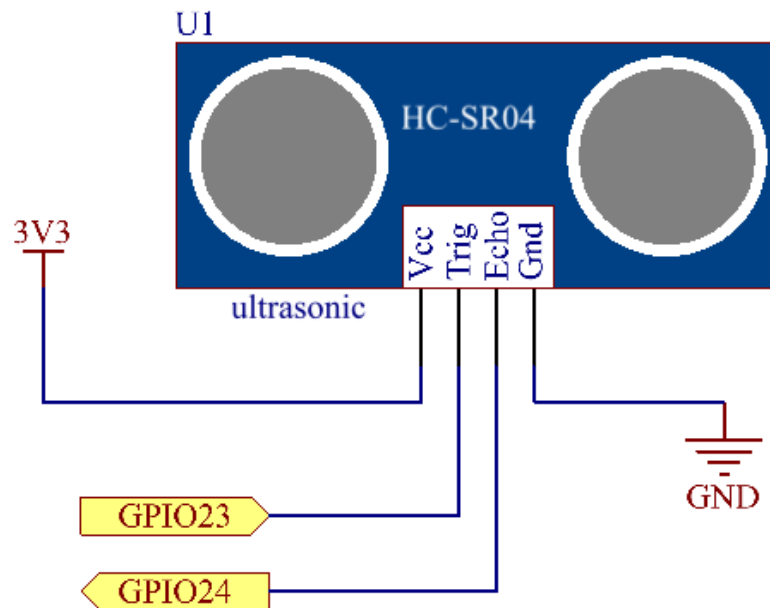 U1
HC-SR04
3V3
Vcc
Trig
Echo
Gnd
ultrasonic
GND
GPIO23
GPIO24